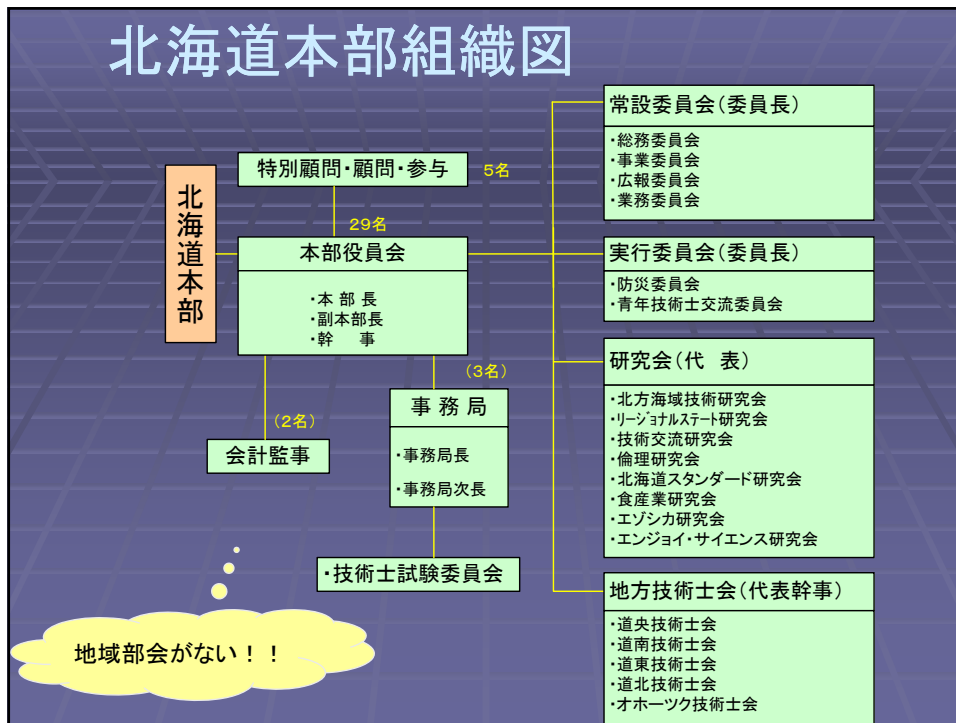 北海道本部組織図
北海道本部
特別顧問・顧問・参与
5名
29名
本部役員会
・本 部 長
・副本部長
・幹　　事
(2名)
会計監事
(3名)
事 務 局
・事務局長
・事務局次長
・技術士試験委員会
常設委員会(委員長)
・総務委員会
・事業委員会
・広報委員会
・業務委員会
実行委員会(委員長)
・防災委員会
・青年技術士交流委員会
研究会(代　表)
・北方海域技術研究会
・リージョナルステート研究会
・技術交流研究会
・倫理研究会
・北海道スタンダード研究会
・食産業研究会
・エゾシカ研究会
・エンジョイ・サイエンス研究会
地方技術士会(代表幹事)
・道央技術士会
・道南技術士会
・道東技術士会
・道北技術士会
・オホーツク技術士会
地域部会がない！！